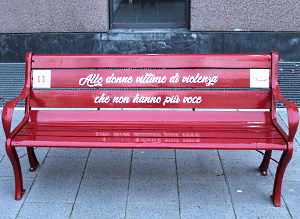 Alle donne vittime di violenza
che non hanno più voce